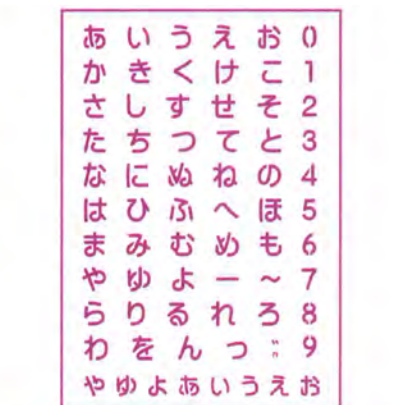 あ い う え お 0
か き く け こ 1
さ し す せ そ 2
た ち つ て と 3
な に ぬ ね の 4
は ひ ふ へ ほ 5
ま み む め も 6
や ゆ よ ー ～ 7
ら り る れ ろ 8
わ を ん っ ゛゜ 9
ゃ ゅ ょ ぁ ぃ ぅ ぇ ぉ